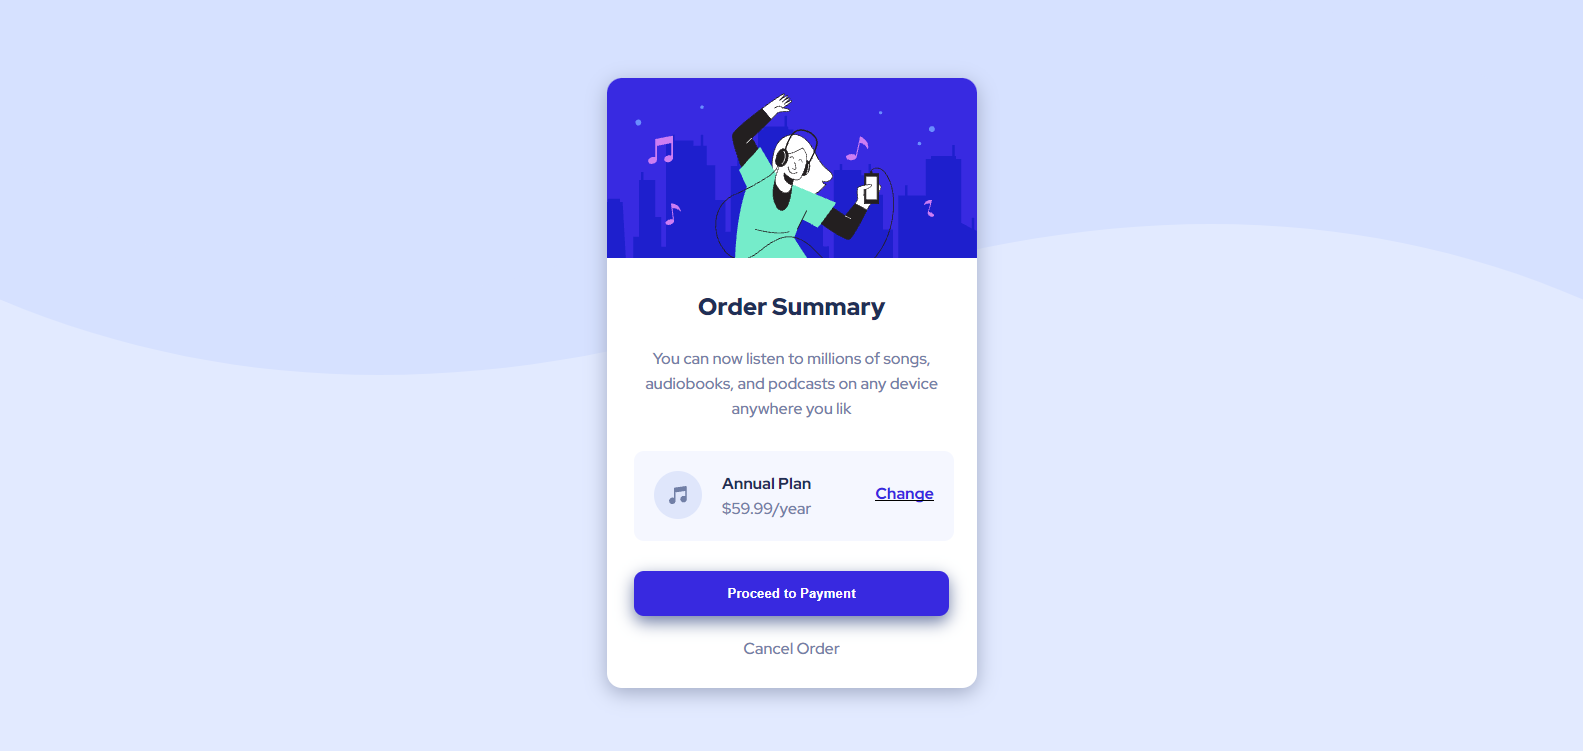 Order Summary
You can now listen to millions of songs,
audiobooks, and podcasts on any device
anywhere you lik
Annual Plan
$59.99/year
Change
Proceed to Payment
Cancel Order